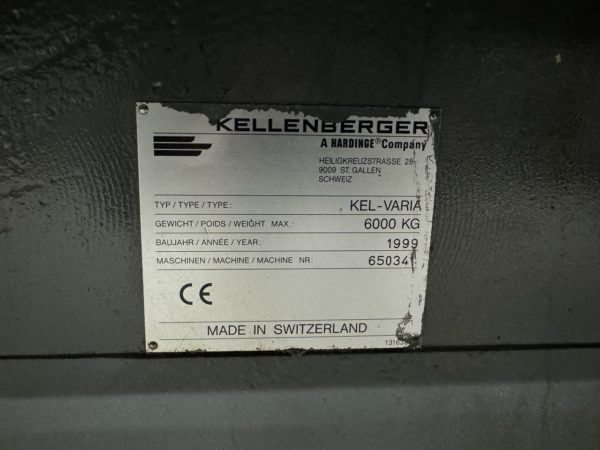 KELLENBERGER
A HARDINGE® Company
HEILIGKREUZSTRASSE 28
9009 ST. GALLEN
SCHWEIZ
TYP / TYPE / TYPE: KEL-VARIA
GEWICHT / POIDS / WEIGHT MAX.: 6000 KG
BAUJAHR / ANNÉE / YEAR: 1999
MASCHINEN / MACHINE / MACHINE NR:
CE
MADE IN SWITZERLAND